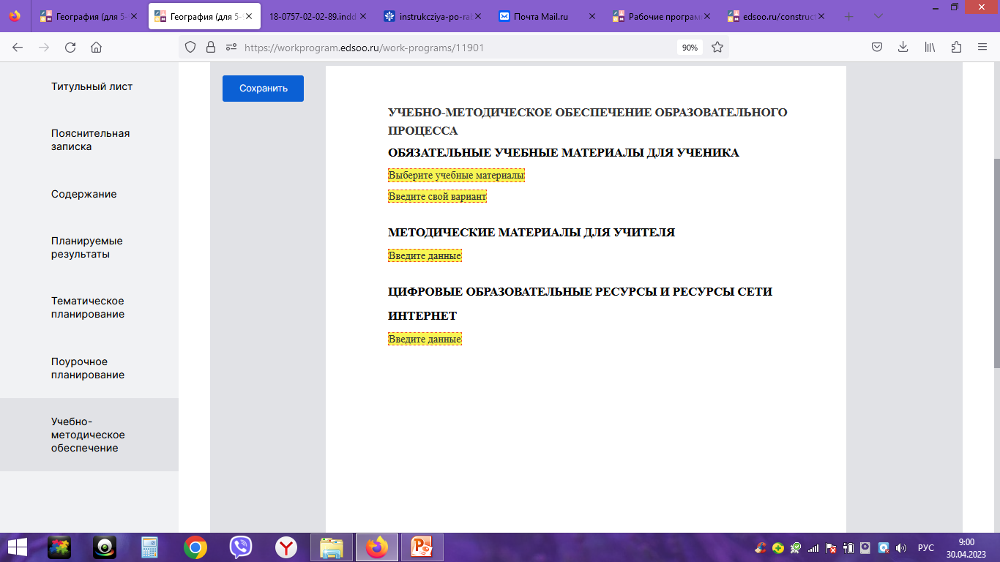 География (для 5-
География (для 5-
18-0757-02-02-89.indd
instrukcziya-po-ral
Почта Mail.ru
Рабочие програм
edsoo.ru/construct
https://workprogram.edsoo.ru/work-programs/11901
90%
Титульный лист
Пояснительная
записка
Содержание
Планируемые
результаты
Тематическое
планирование
Поурочное
планирование
Учебно-
методическое
обеспечение
Сохранить
УЧЕБНО-МЕТОДИЧЕСКОЕ ОБЕСПЕЧЕНИЕ ОБРАЗОВАТЕЛЬНОГО
ПРОЦЕССА
ОБЯЗАТЕЛЬНЫЕ УЧЕБНЫЕ МАТЕРИАЛЫ ДЛЯ УЧЕНИКА
Выберите учебные материалы
Введите свой вариант
МЕТОДИЧЕСКИЕ МАТЕРИАЛЫ ДЛЯ УЧИТЕЛЯ
Введите данные
ЦИФРОВЫЕ ОБРАЗОВАТЕЛЬНЫЕ РЕСУРСЫ И РЕСУРСЫ СЕТИ
ИНТЕРНЕТ
Введите данные
РУС
9:00
30.04.2023